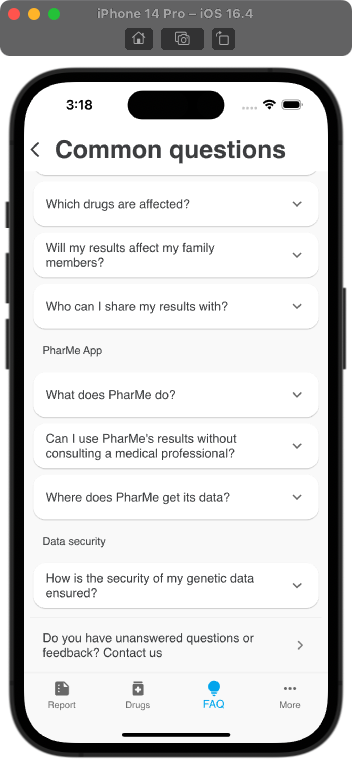 iPhone 14 Pro – iOS 16.4
3:18
Common questions
Which drugs are affected?
Will my results affect my family
members?
Who can I share my results with?
PharMe App
What does PharMe do?
Can I use PharMe's results without
consulting a medical professional?
Where does PharMe get its data?
Data security
How is the security of my genetic data
ensured?
Do you have unanswered questions or
feedback? Contact us
Report
Drugs
FAQ
More